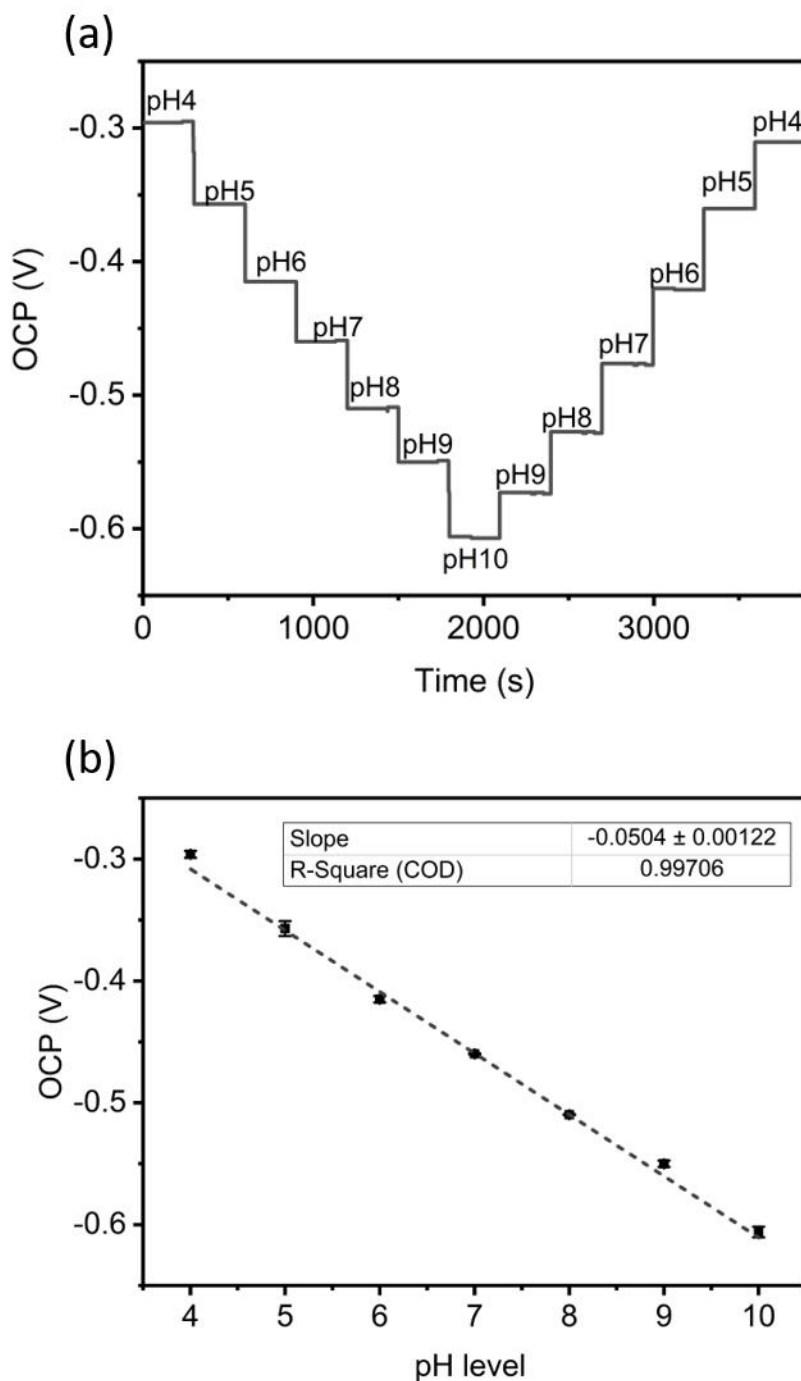 (a)
OCP (V)
-0.3
-0.4
-0.5
-0.6
pH4
pH5
pH6
pH7
pH8
pH9
pH10
pH9
pH8
pH7
pH6
pH5
pH4
0 1000 2000 3000
Time (s)
(b)
OCP (V)
-0.3
-0.4
-0.5
-0.6
Slope -0.0504 ± 0.00122
R-Square (COD) 0.99706
4 5 6 7 8 9 10
pH level